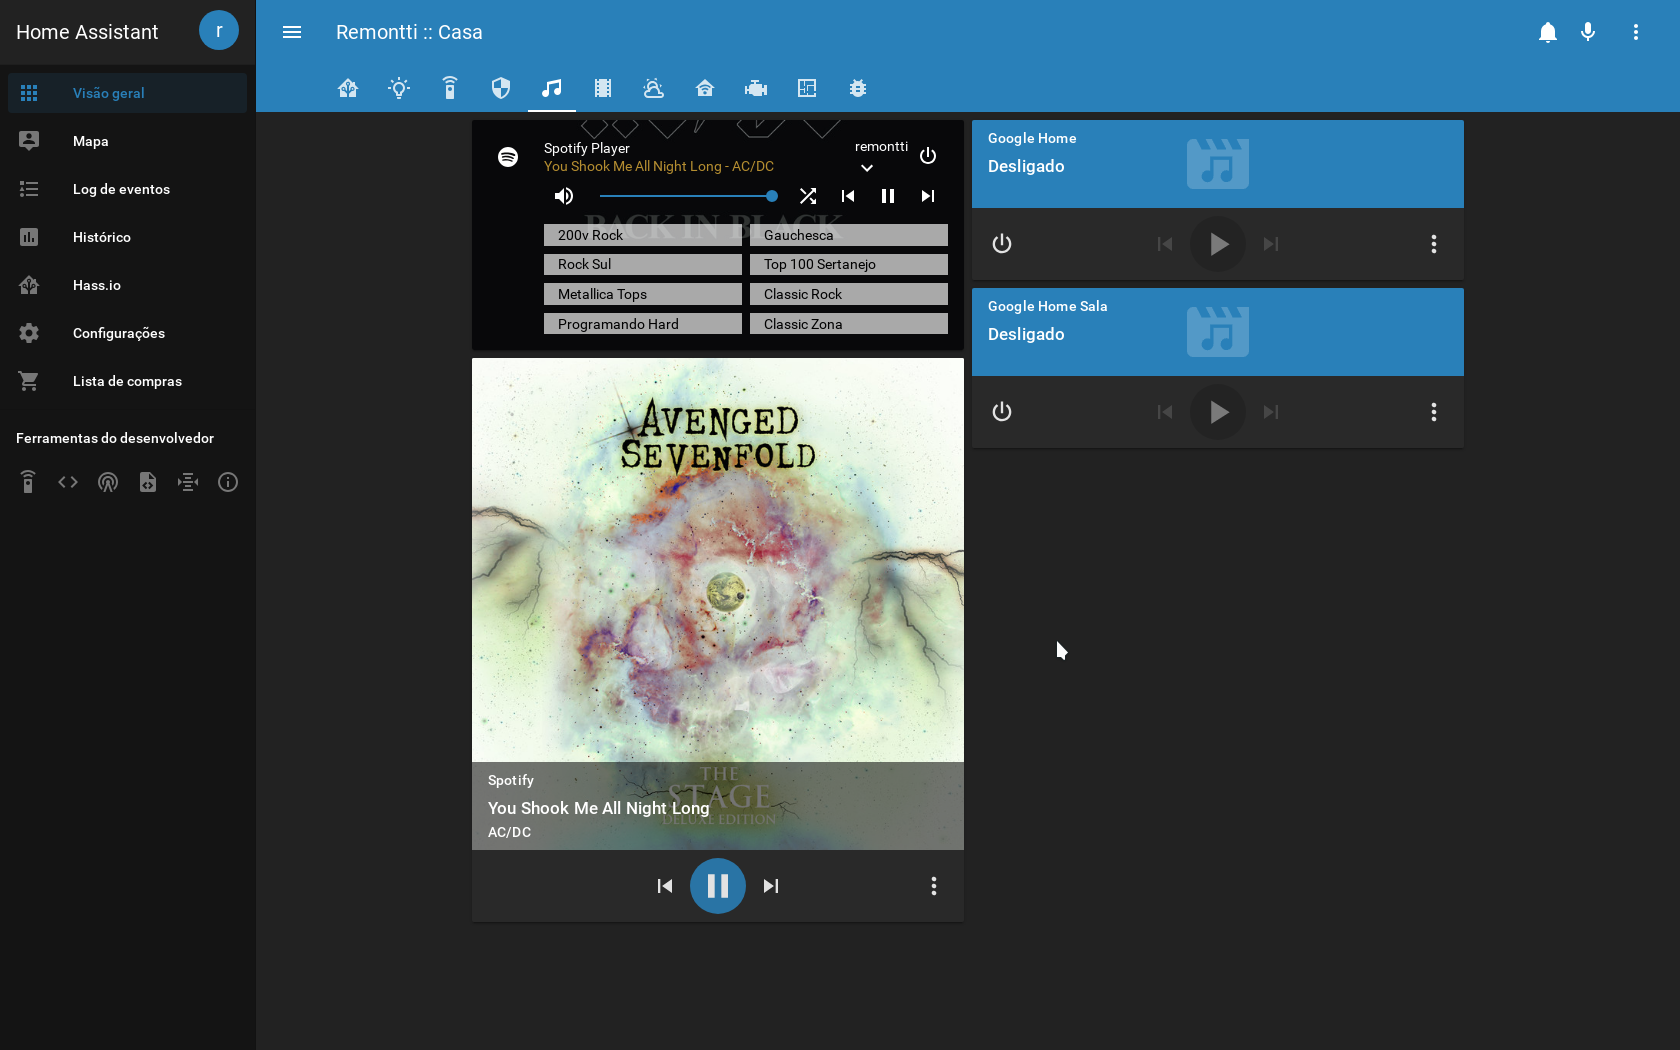 Home Assistant
r
Remontti :: Casa
Visão geral
Mapa
Log de eventos
Histórico
Hass.io
Configurações
Lista de compras
Ferramentas do desenvolvedor
Spotify Player
remontti
You Shook Me All Night Long - AC/DC
BACK IN BLACK
200v Rock
Gauchesca
Rock Sul
Top 100 Sertanejo
Metallica Tops
Classic Rock
Programando Hard
Classic Zona
AVENGED
SEVENFOLD
THE
STAGE
DELUXE EDITION
Spotify
You Shook Me All Night Long
AC/DC
Google Home
Desligado
Google Home Sala
Desligado